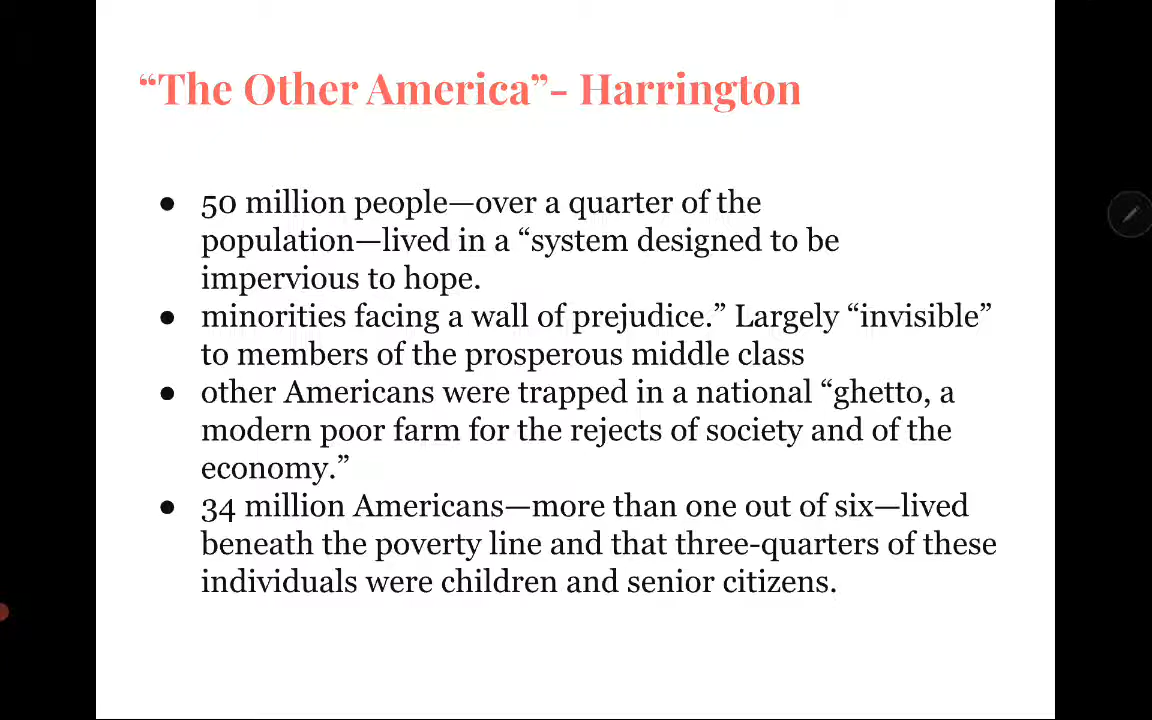 “The Other America”- Harrington
● 50 million people—over a quarter of the
population—lived in a “system designed to be
impervious to hope.
● minorities facing a wall of prejudice.” Largely “invisible”
to members of the prosperous middle class
● other Americans were trapped in a national “ghetto, a
modern poor farm for the rejects of society and of the
economy.”
● 34 million Americans—more than one out of six—lived
beneath the poverty line and that three-quarters of these
individuals were children and senior citizens.